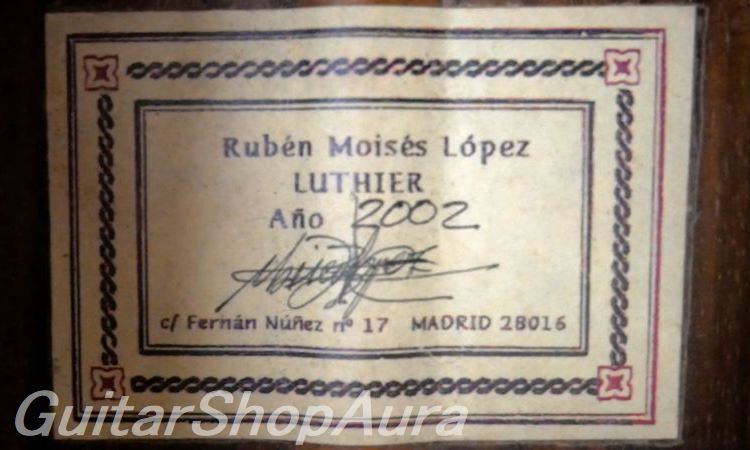 Rubén Moisés López
LUTHIER
Año 2002
c/ Fernán Núñez nº 17 MADRID 28016
GuitarShopAura